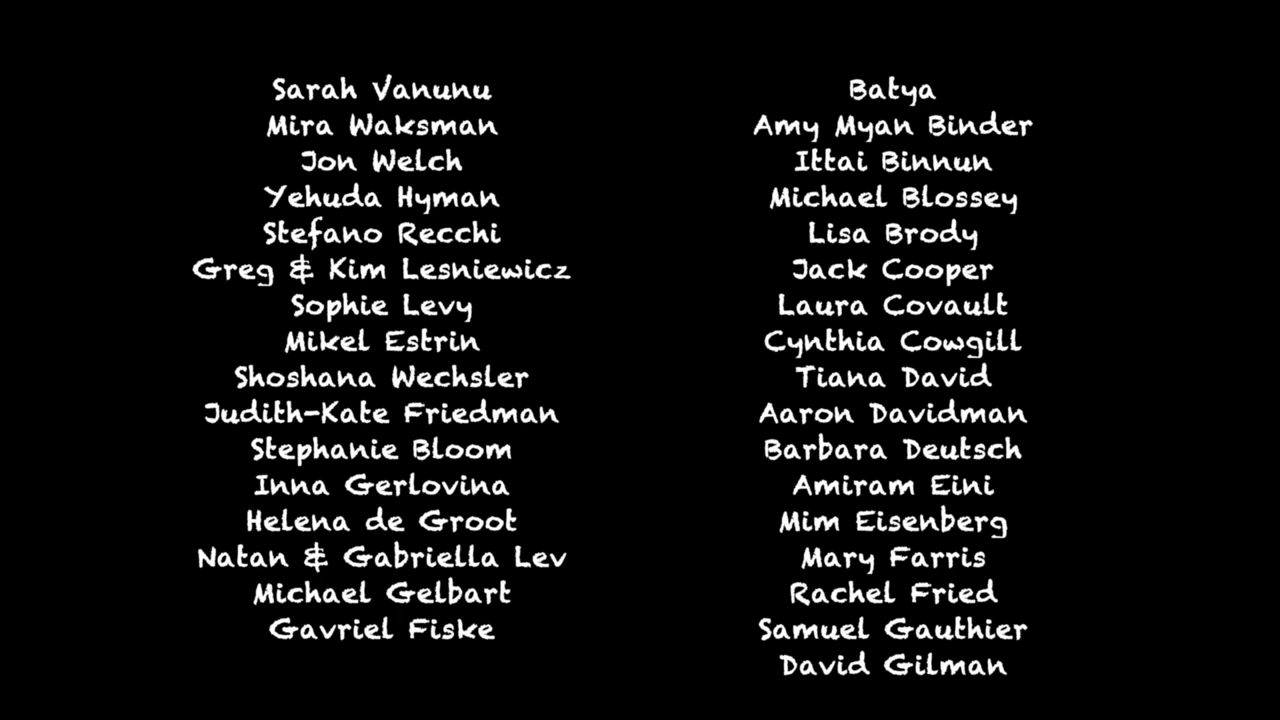 Sarah Vanunu
Mira Waksman
Jon Welch
Yehuda Hyman
Stefano Recchi
Greg & Kim Lesniewicz
Sophie Levy
Mikel Estrin
Shoshana Wechsler
Judith-Kate Friedman
Stephanie Bloom
Inna Gerlovina
Helena de Groot
Natan & Gabriella Lev
Michael Gelbart
Gavriel Fiske
Batya
Amy Myan Binder
Ittai Binnun
Michael Blossey
Lisa Brody
Jack Cooper
Laura Covault
Cynthia Cowgill
Tiana David
Aaron Davidman
Barbara Deutsch
Amiram Eini
Mim Eisenberg
Mary Farris
Rachel Fried
Samuel Gauthier
David Gilman